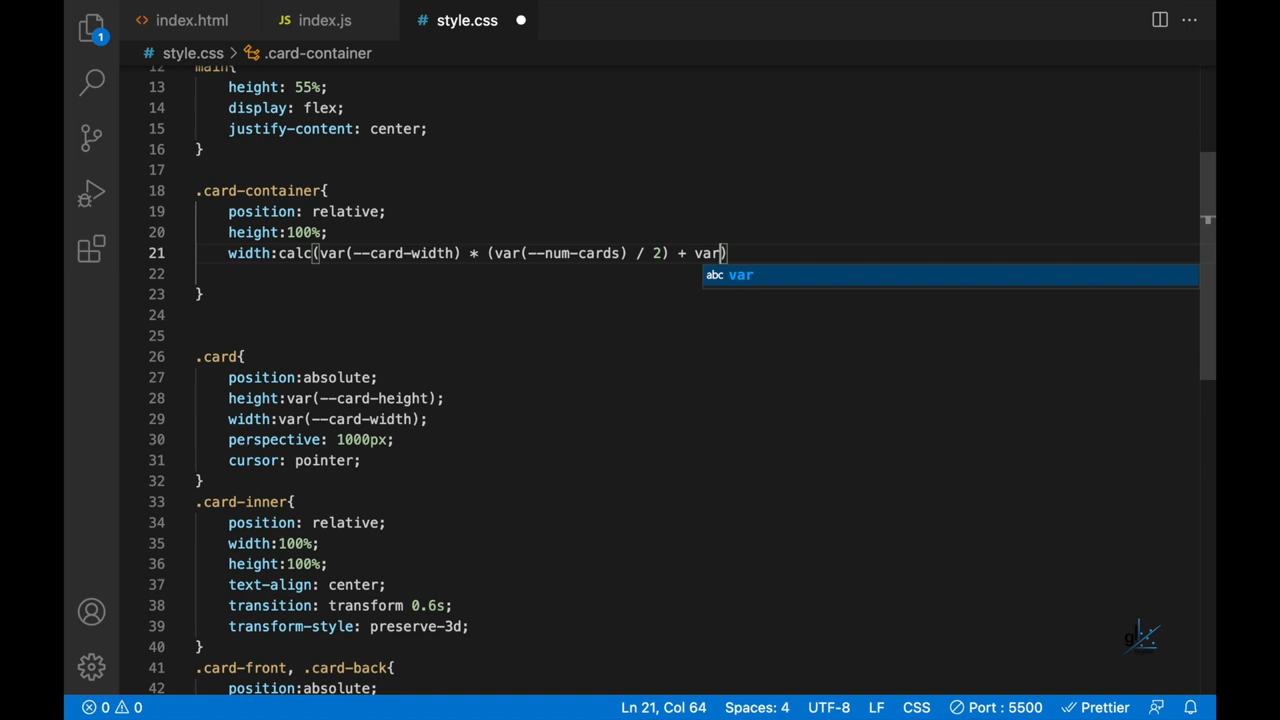 index.html JS index.js # style.css
# style.css > .card-container
12 main{
13 height: 55%;
14 display: flex;
15 justify-content: center;
16 }
17
18 .card-container{
19 position: relative;
20 height:100%;
21 width:calc(var(--card-width) * (var(--num-cards) / 2) + var)
22 abc var
23 }
24
25
26 .card{
27 position:absolute;
28 height:var(--card-height);
29 width:var(--card-width);
30 perspective: 1000px;
31 cursor: pointer;
32 }
33 .card-inner{
34 position: relative;
35 width:100%;
36 height:100%;
37 text-align: center;
38 transition: transform 0.6s;
39 transform-style: preserve-3d;
40 }
41 .card-front, .card-back{
42 position:absolute;
1
0 0 Ln 21, Col 64 Spaces: 4 UTF-8 LF CSS Port : 5500 Prettier